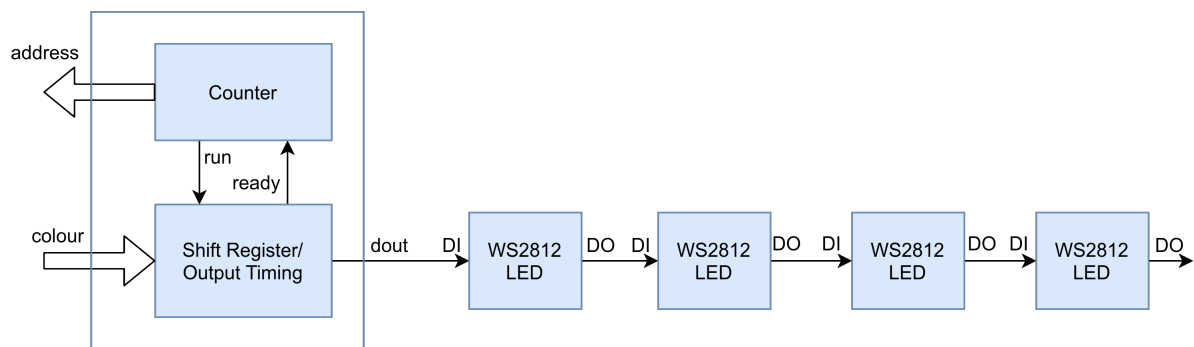 address
Counter
run
ready
colour
Shift Register/
Output Timing
dout
DI
WS2812
LED
DO
DI
WS2812
LED
DO
DI
WS2812
LED
DO
DI
WS2812
LED
DO